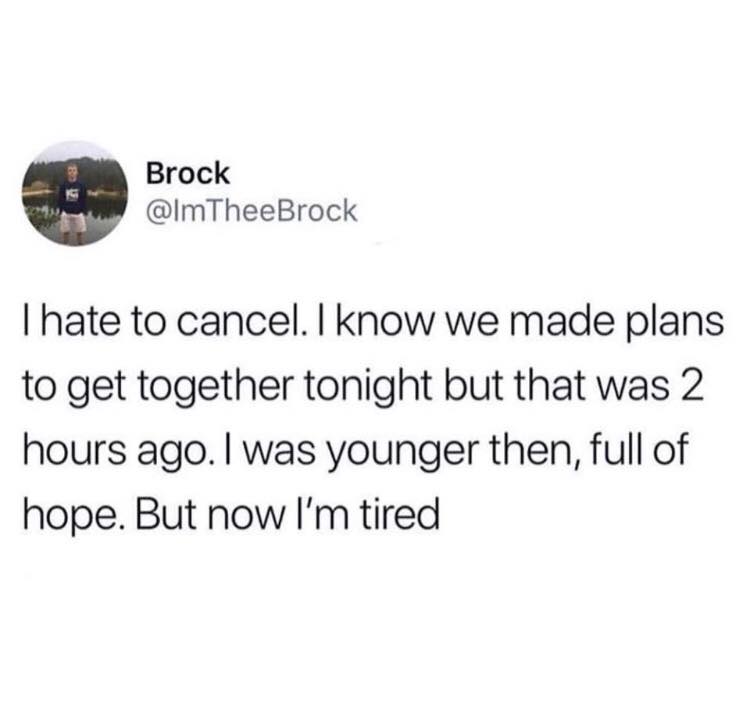 Brock
@ImTheeBrock
I hate to cancel. I know we made plans
to get together tonight but that was 2
hours ago. I was younger then, full of
hope. But now I'm tired